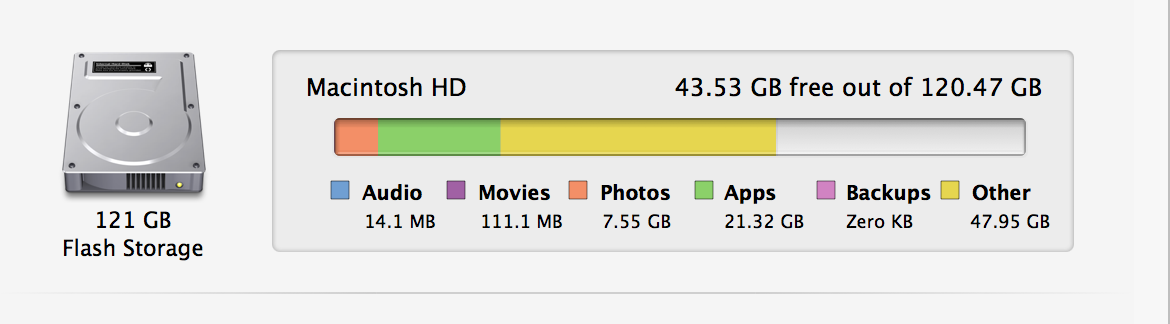 Macintosh HD 43.53 GB free out of 120.47 GB
Audio Movies Photos Apps Backups Other
14.1 MB 111.1 MB 7.55 GB 21.32 GB Zero KB 47.95 GB
121 GB
Flash Storage